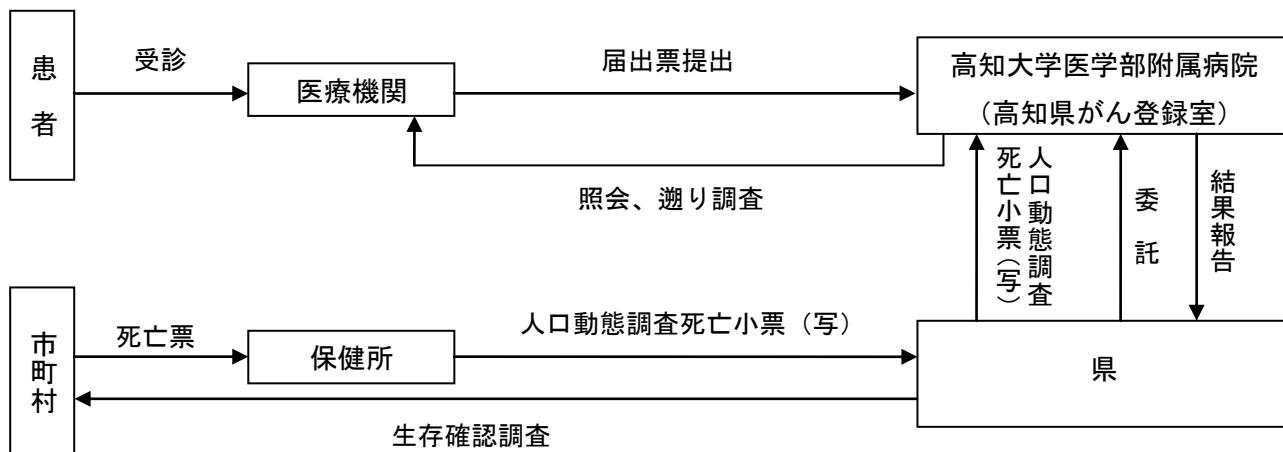 患者
受診
医療機関
届出票提出
高知大学医学部附属病院
（高知県がん登録室）
照会、遡り調査
人口動態調査
死亡小票（写）
委託
結果報告
市町村
死亡票
保健所
人口動態調査死亡小票（写）
県
生存確認調査